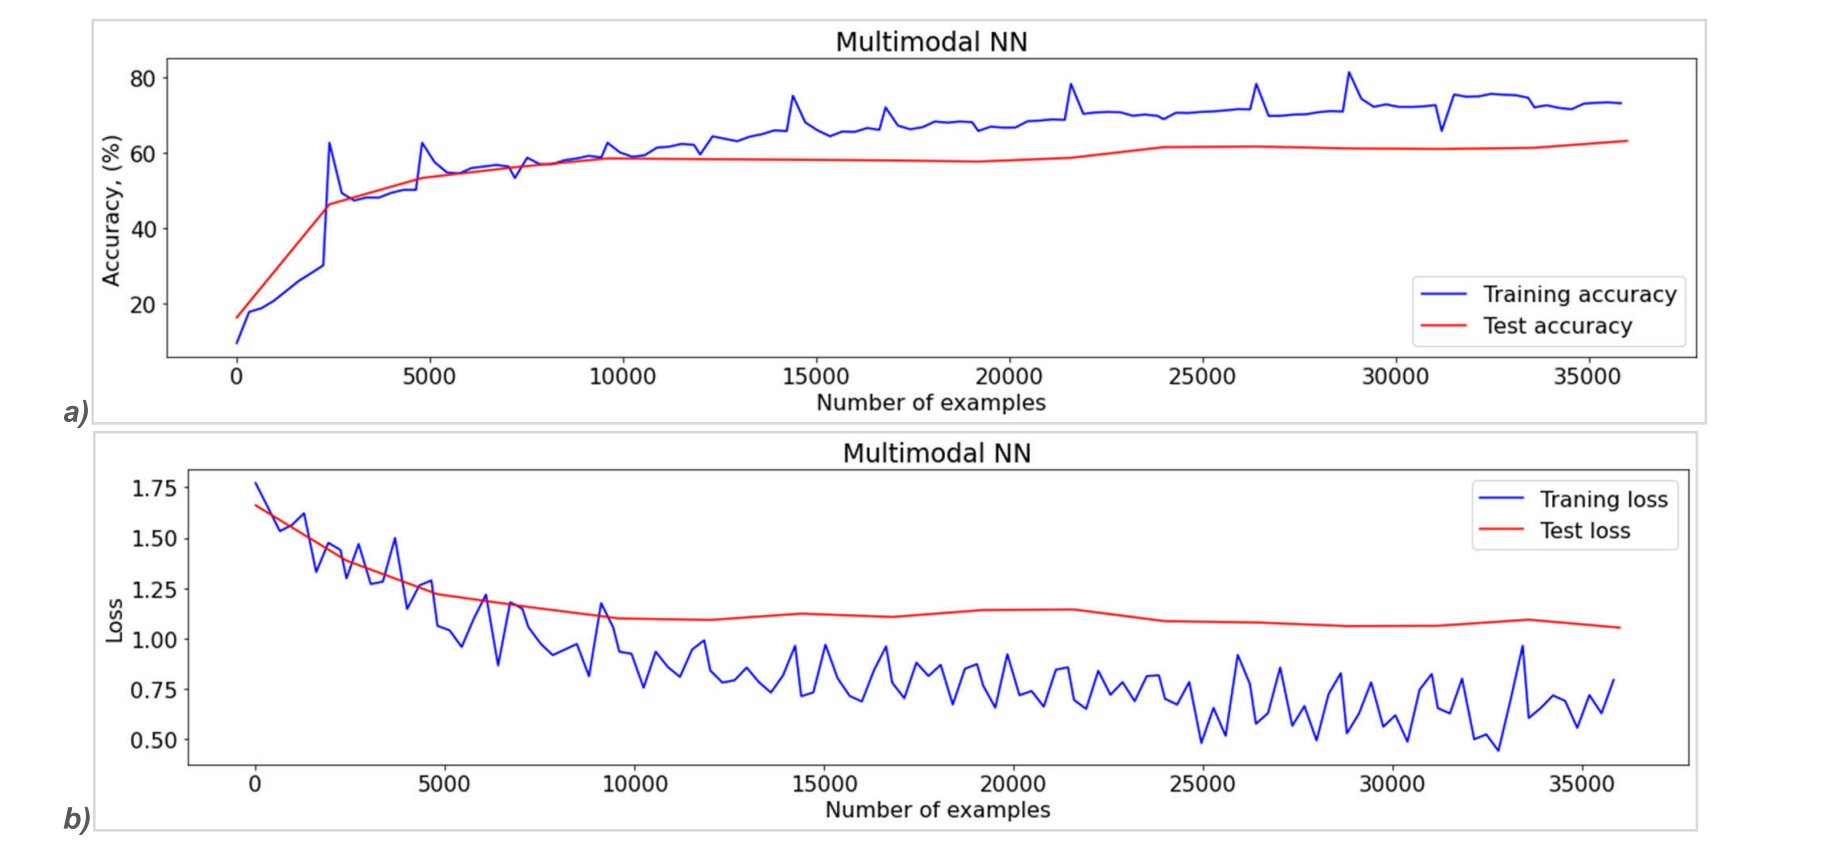 Multimodal NN
80
60
40
20
Accuracy, (%)
Training accuracy
Test accuracy
0 5000 10000 15000 20000 25000 30000 35000
Number of examples
a)
Multimodal NN
1.75
1.50
1.25
1.00
0.75
0.50
Loss
Traning loss
Test loss
0 5000 10000 15000 20000 25000 30000 35000
Number of examples
b)